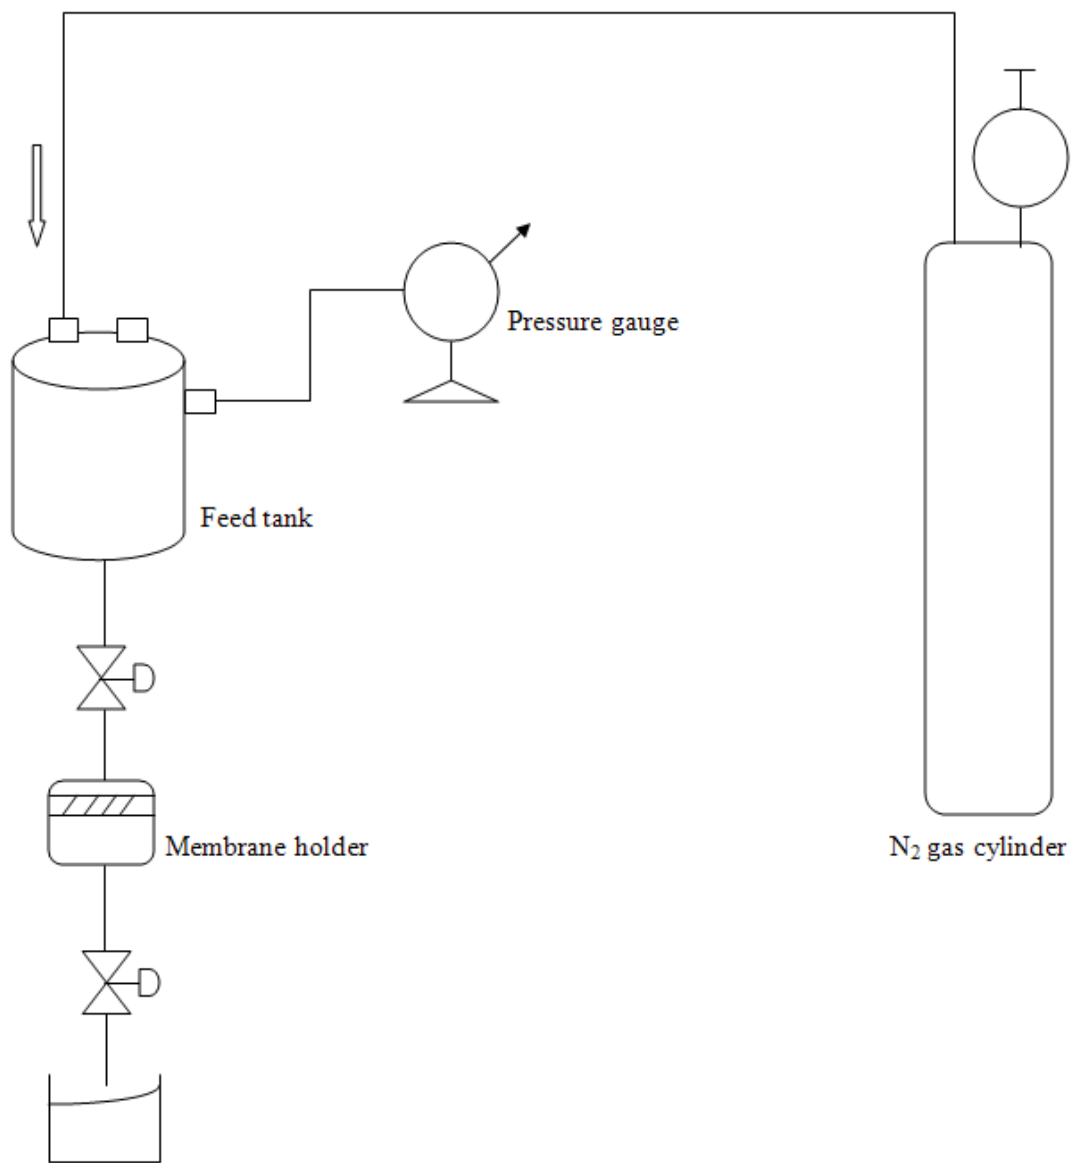 Pressure gauge
Feed tank
Membrane holder
N₂ gas cylinder